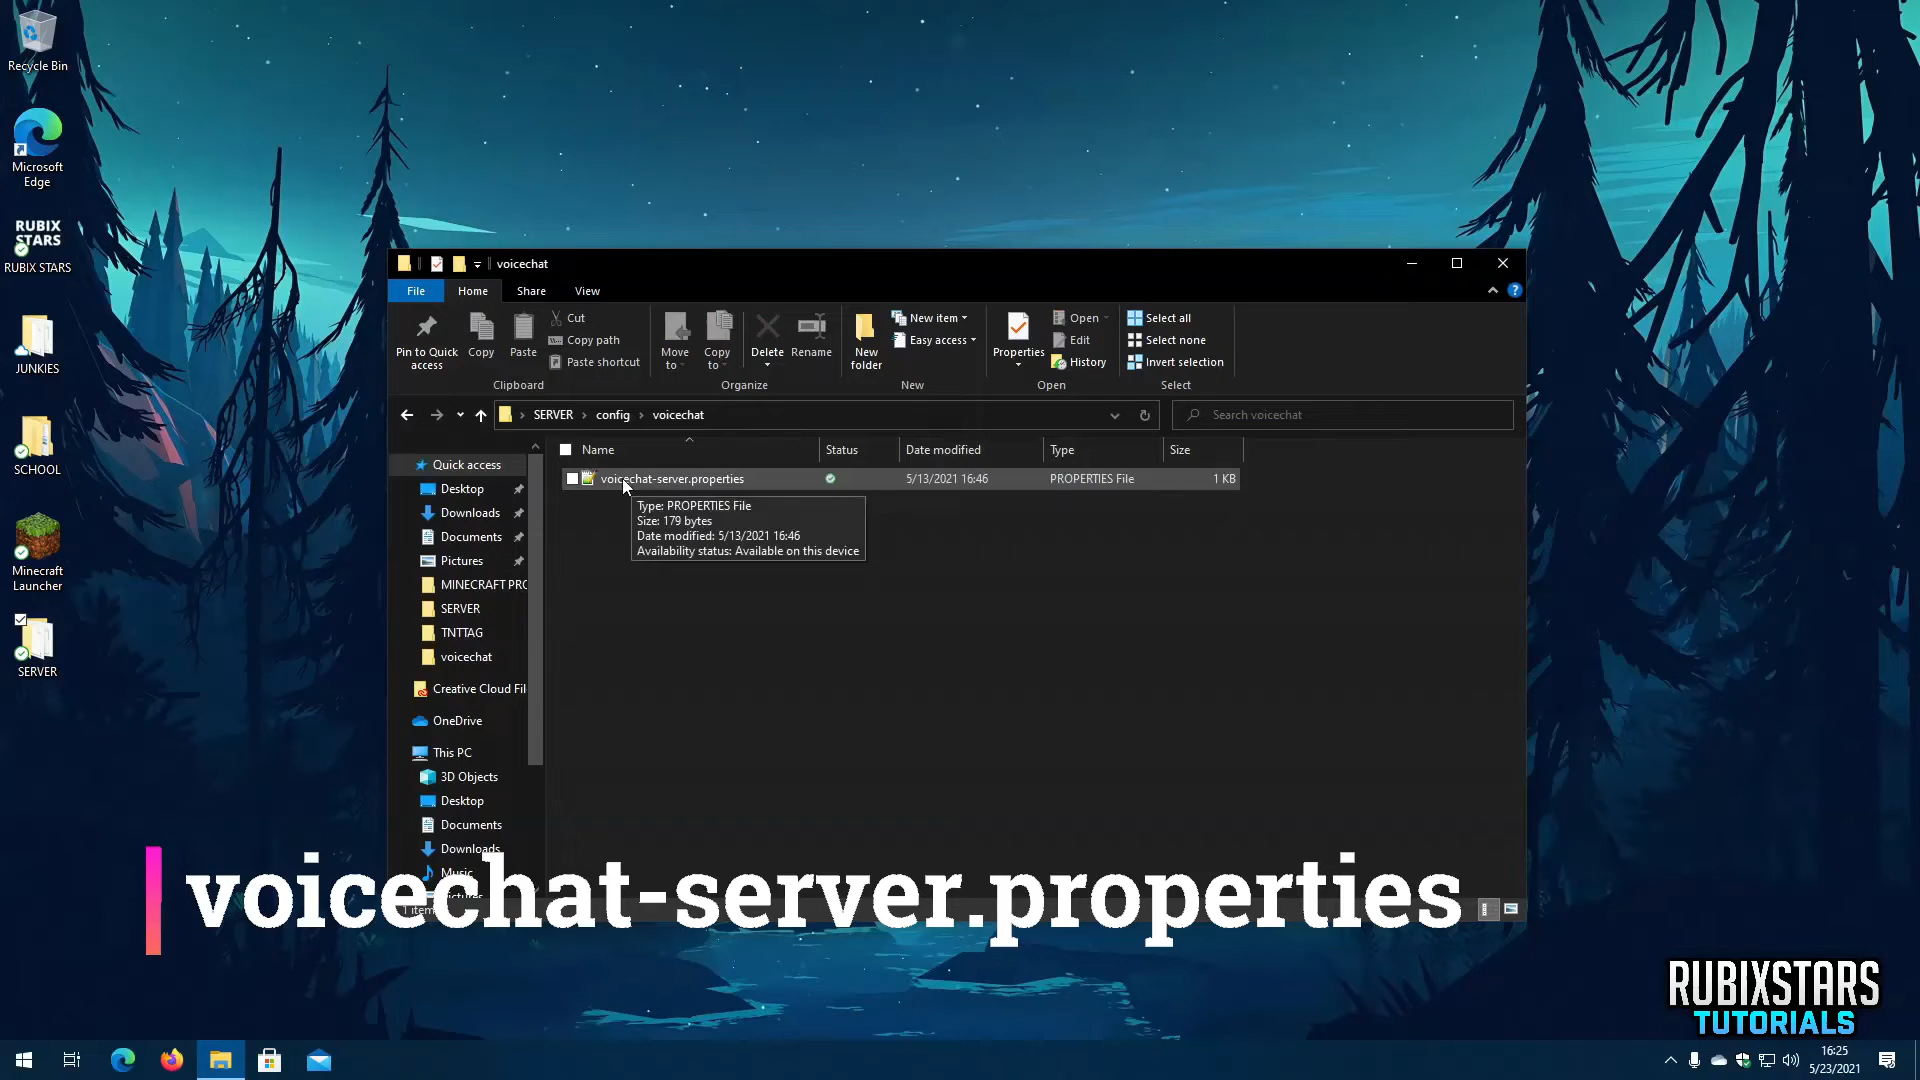 Recycle Bin
Microsoft
Edge
RUBIX
STARS
RUBIX STARS
JUNKIES
SCHOOL
Minecraft
Launcher
SERVER
voicechat
File
Home
Share
View
Pin to Quick
access
Copy
Paste
Cut
Copy path
Paste shortcut
Clipboard
Move
to
Copy
to
Delete
Rename
Organize
New
folder
New item
Easy access
New
Properties
Open
Edit
History
Open
Select all
Select none
Invert selection
Select
SERVER > config > voicechat
Search voicechat
Name
Status
Date modified
Type
Size
voicechat-server.properties
5/13/2021 16:46
PROPERTIES File
1 KB
Type: PROPERTIES File
Size: 179 bytes
Date modified: 5/13/2021 16:46
Availability status: Available on this device
Quick access
Desktop
Downloads
Documents
Pictures
MINECRAFT PRO
SERVER
TNTTAG
voicechat
Creative Cloud Fil
OneDrive
This PC
3D Objects
Desktop
Documents
Downloads
Music
1 item
voicechat-server.properties
RUBIXSTARS
TUTORIALS
16:25
5/23/2021